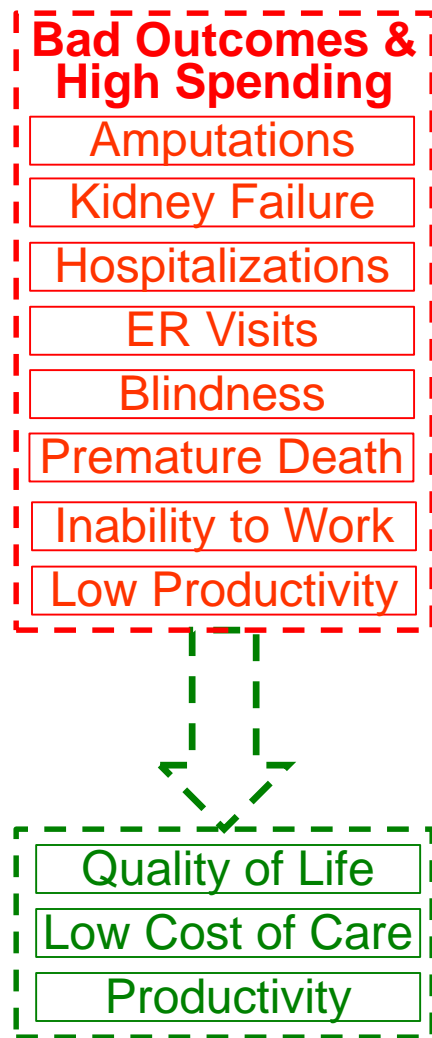 Bad Outcomes &
High Spending
Amputations
Kidney Failure
Hospitalizations
ER Visits
Blindness
Premature Death
Inability to Work
Low Productivity
Quality of Life
Low Cost of Care
Productivity